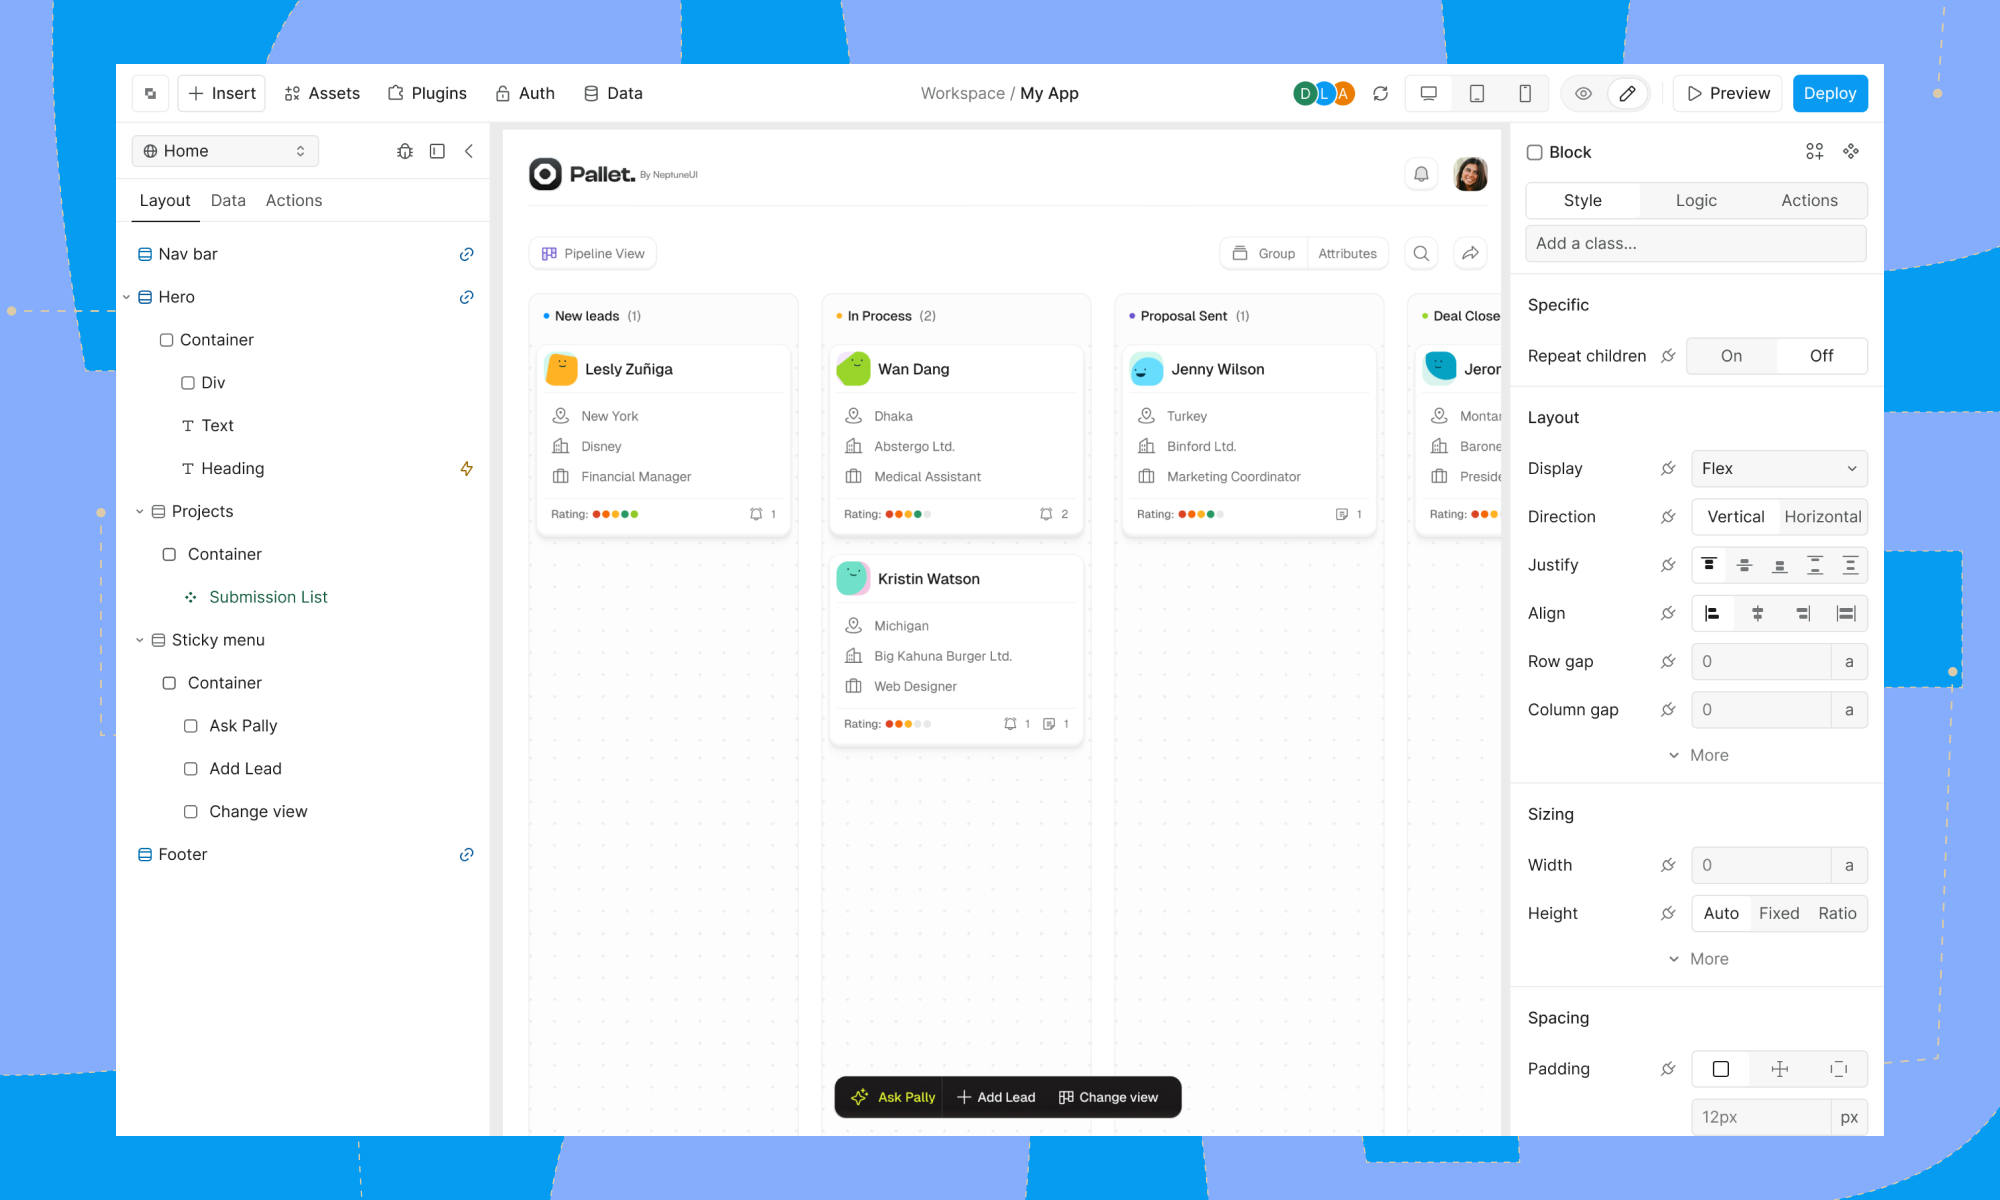 Insert
Assets
Plugins
Auth
Data
Workspace / My App
D
L
A
Preview
Deploy
Home
Layout
Data
Actions
Nav bar
Hero
Container
Div
Text
Heading
Projects
Container
Submission List
Sticky menu
Container
Ask Pally
Add Lead
Change view
Footer
Pallet. By NeptuneUI
Pipeline View
Group
Attributes
New leads (1)
Lesly Zuñiga
New York
Disney
Financial Manager
Rating:
1
In Process (2)
Wan Dang
Dhaka
Abstergo Ltd.
Medical Assistant
Rating:
2
Kristin Watson
Michigan
Big Kahuna Burger Ltd.
Web Designer
Rating:
1
1
Proposal Sent (1)
Jenny Wilson
Turkey
Binford Ltd.
Marketing Coordinator
Rating:
1
Deal Close
Jeror
Montar
Barone
Preside
Rating:
Ask Pally
Add Lead
Change view
Block
Style
Logic
Actions
Add a class...
Specific
Repeat children
On
Off
Layout
Display
Flex
Direction
Vertical
Horizontal
Justify
Align
Row gap
0
a
Column gap
0
a
More
Sizing
Width
0
a
Height
Auto
Fixed
Ratio
More
Spacing
Padding
12px
px